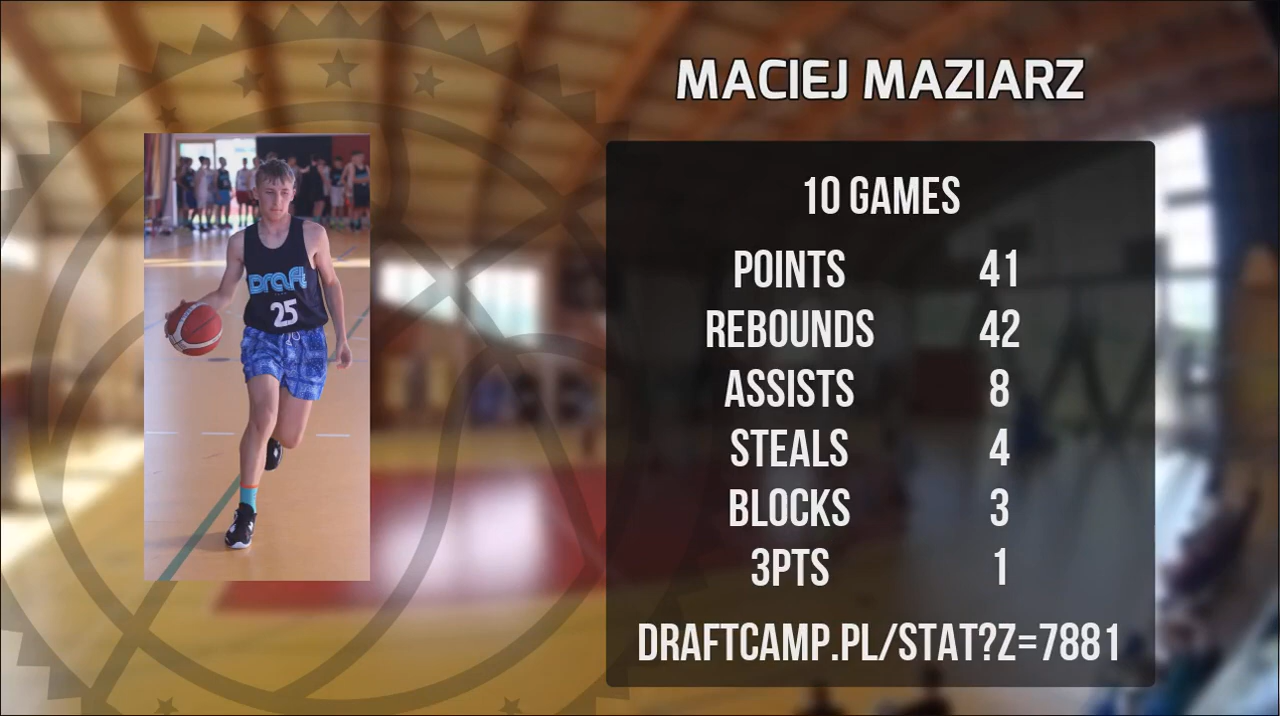 MACIEJ MAZIARZ
Draft
25
10 GAMES
POINTS 41
REBOUNDS 42
ASSISTS 8
STEALS 4
BLOCKS 3
3PTS 1
DRAFTCAMP.PL/STAT?Z=7881